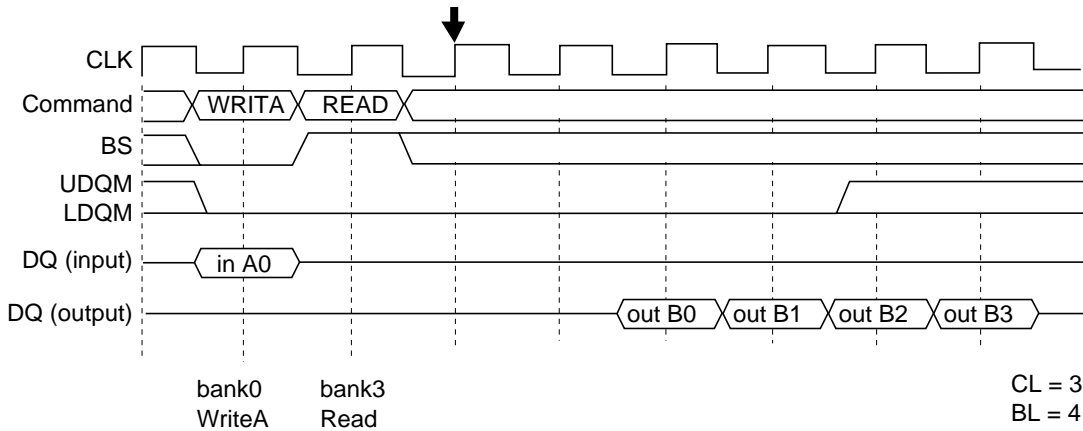 CLK
Command WRITA READ
BS
UDQM
LDQM
DQ (input) in A0
DQ (output) out B0 out B1 out B2 out B3
bank0 bank3 CL = 3
WriteA Read BL = 4